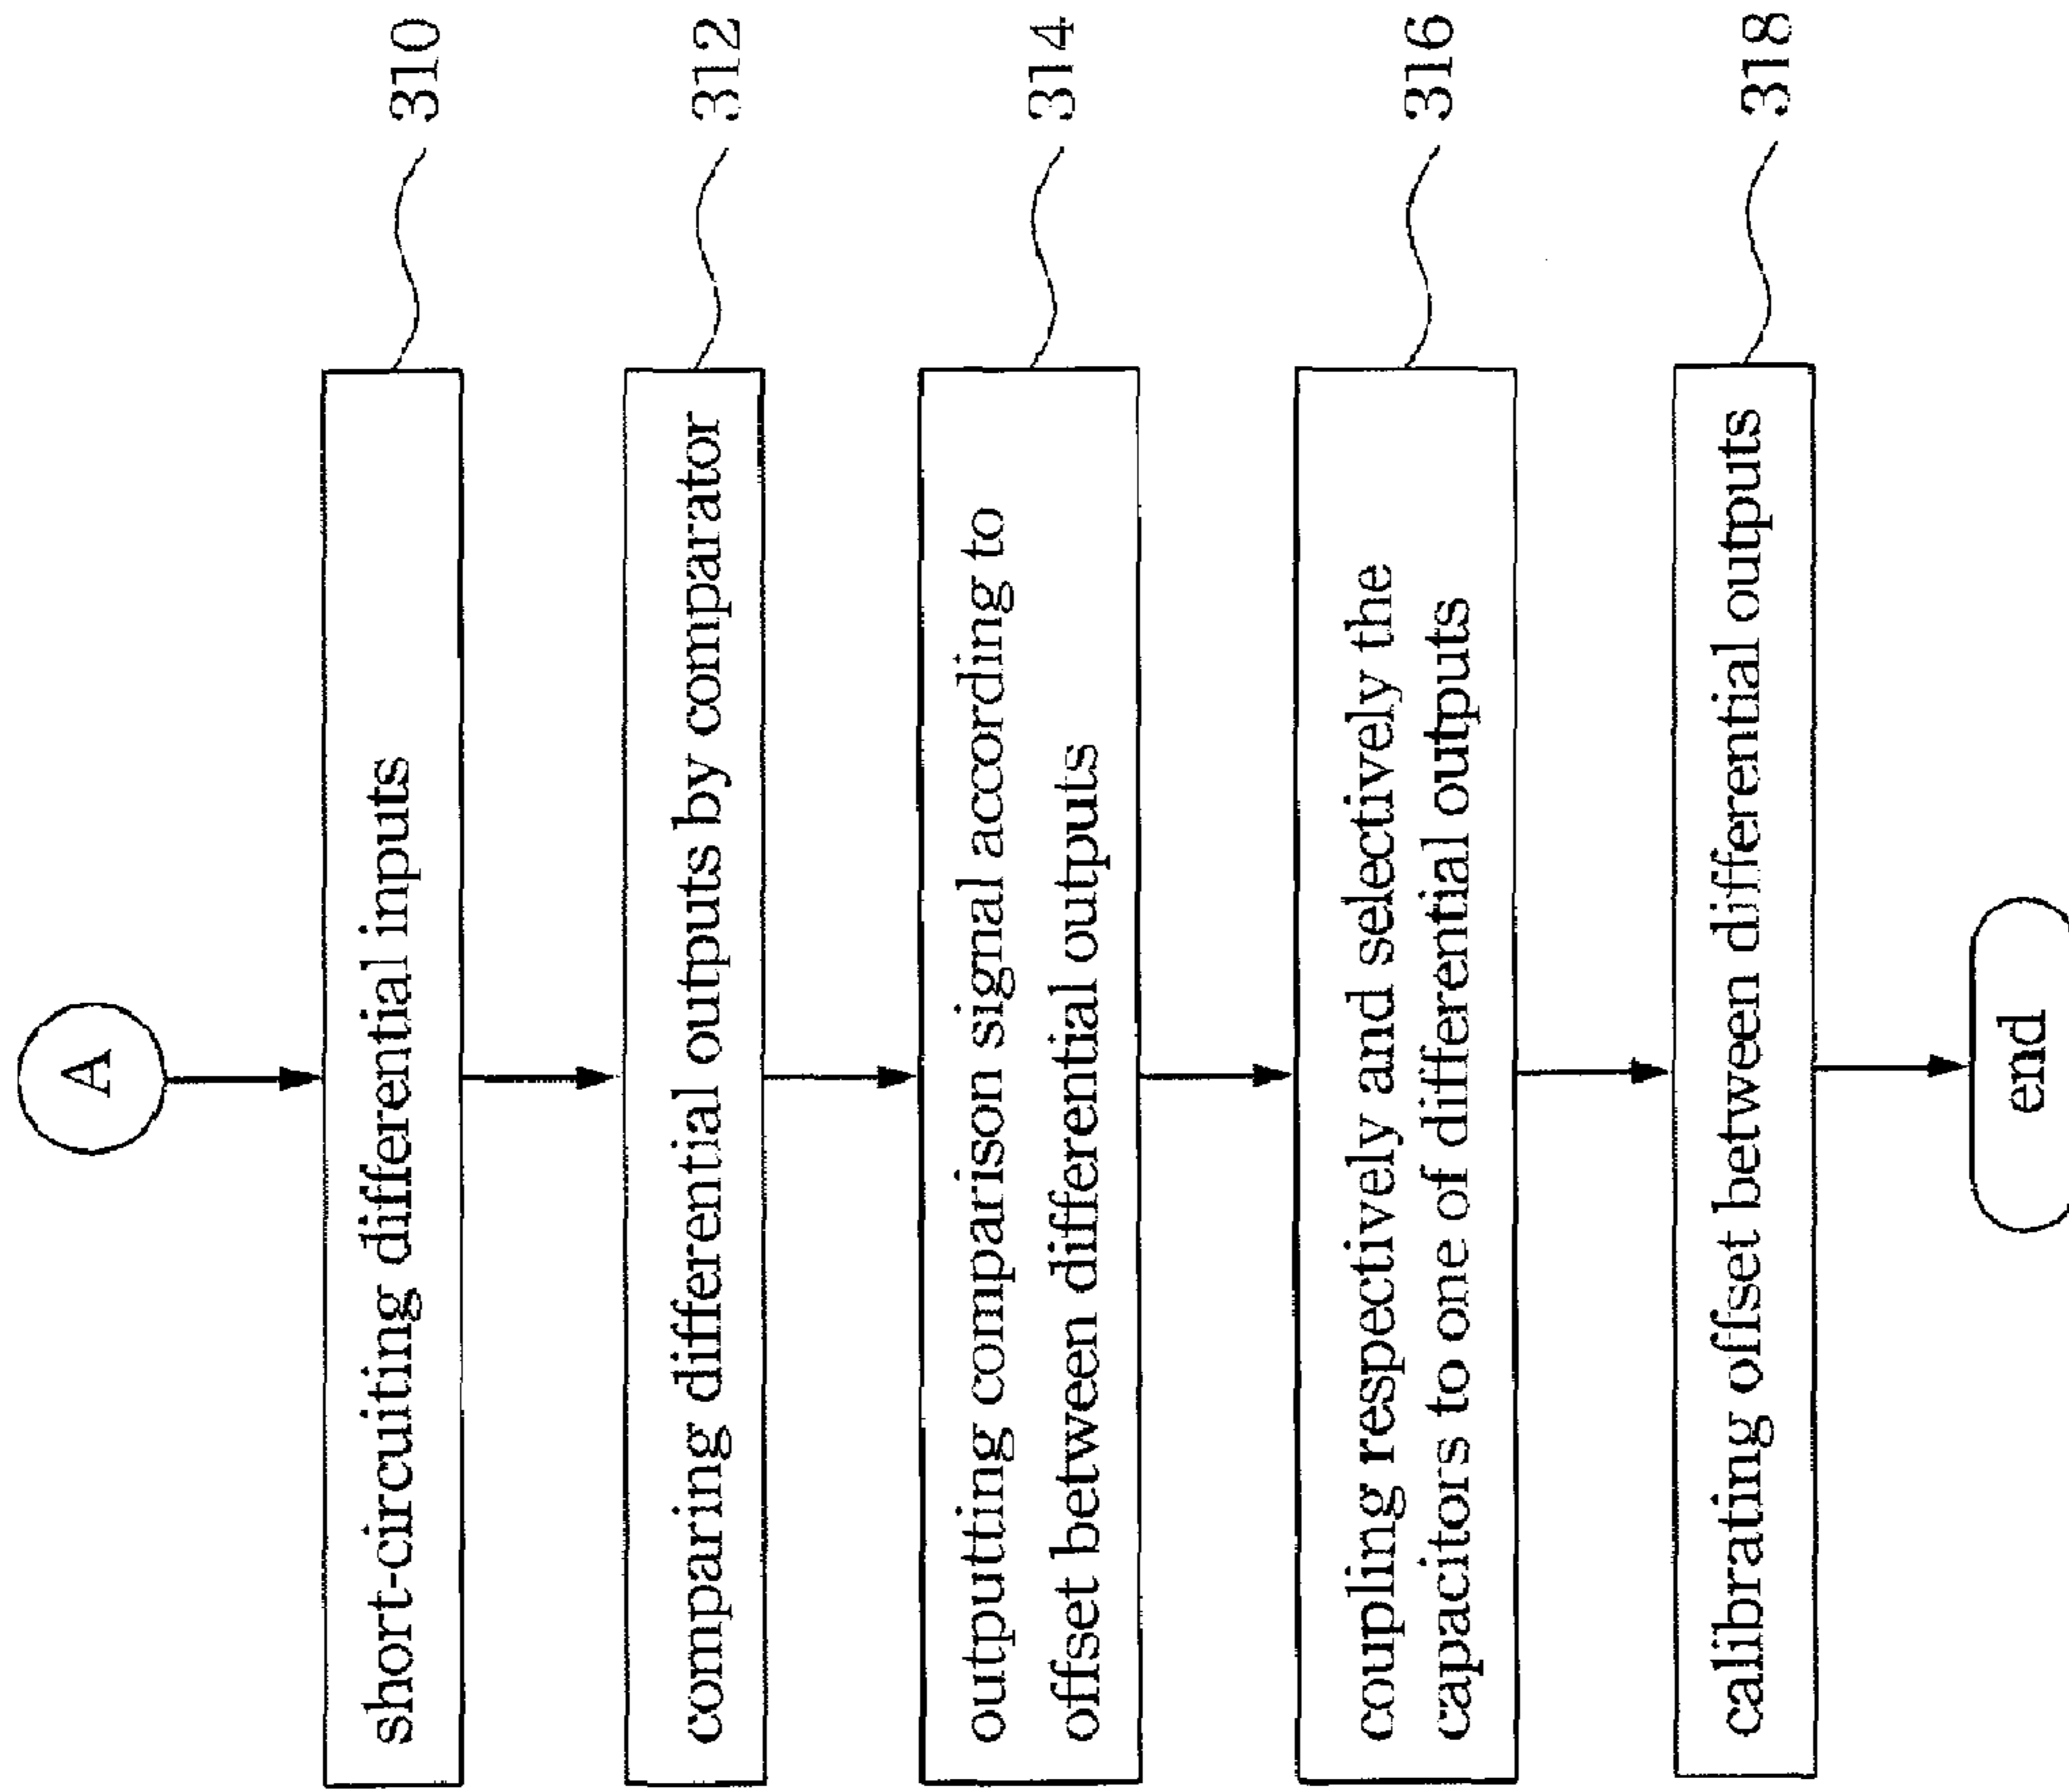 A
short-circuiting differential inputs
310
comparing differential outputs by comparator
312
outputting comparison signal according to
offset between differential outputs
314
coupling respectively and selectively the
capacitors to one of differential outputs
316
calibrating offset between differential outputs
318
end